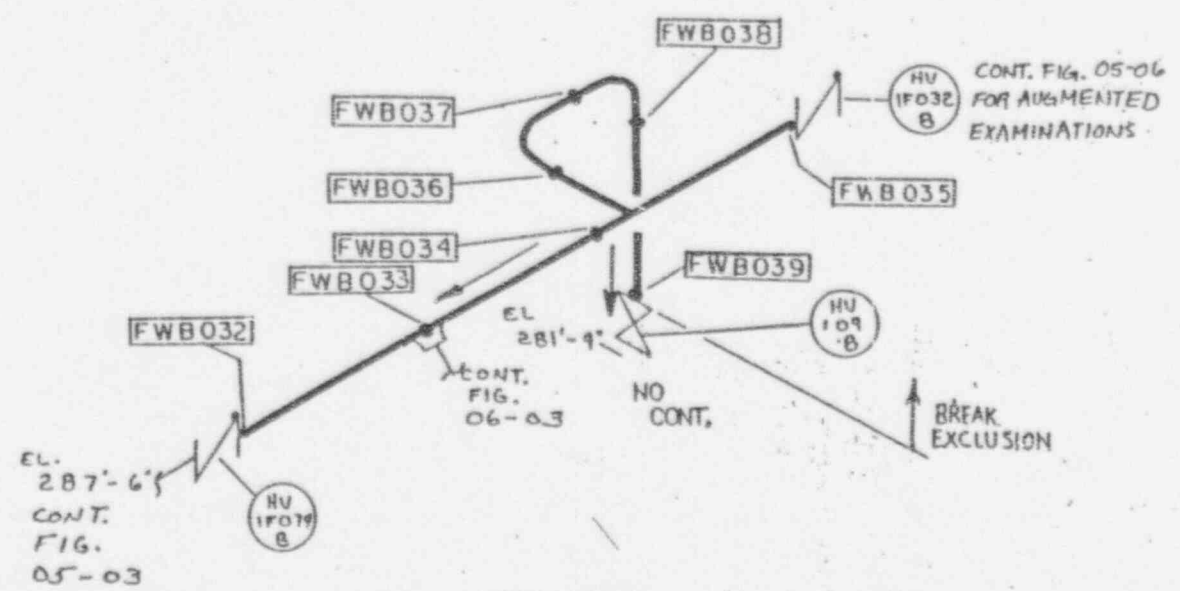 FWB038
HV
1F032
B
CONT. FIG. 05-06
FOR AUGMENTED
EXAMINATIONS
FWB037
FWB036
FWB035
FWB034
FWB039
FWB033
HV
109
B
EL
281'-9"
FWB032
CONT.
FIG.
06-03
NO
CONT.
BREAK
EXCLUSION
EL.
287'-6"
CONT.
FIG.
05-03
HV
1F074
B